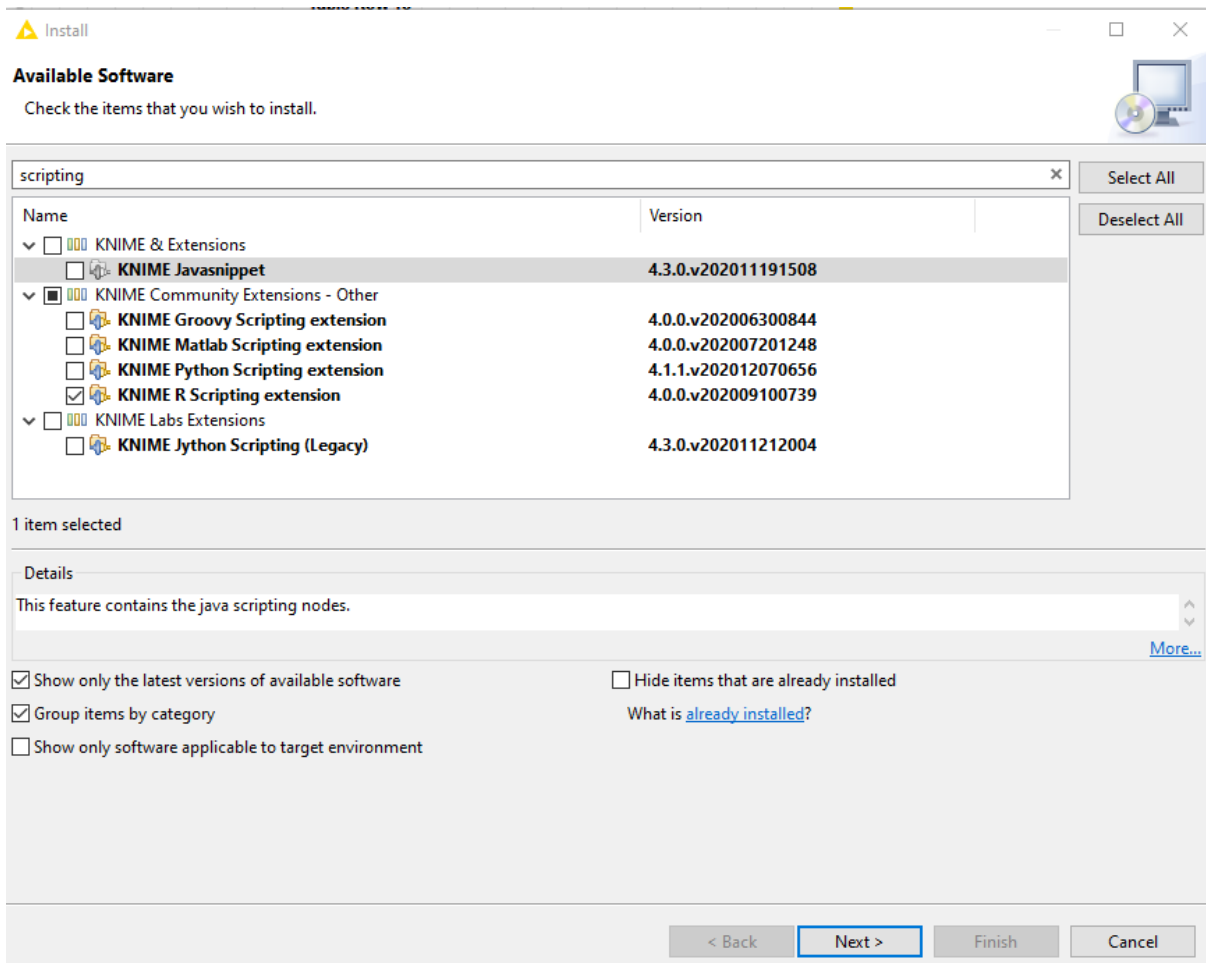 Install
Available Software
Check the items that you wish to install.
scripting
Select All
Name Version
Deselect All
KNIME & Extensions
KNIME Javasnippet 4.3.0.v202011191508
KNIME Community Extensions - Other
KNIME Groovy Scripting extension 4.0.0.v202006300844
KNIME Matlab Scripting extension 4.0.0.v202007201248
KNIME Python Scripting extension 4.1.1.v202012070656
KNIME R Scripting extension 4.0.0.v202009100739
KNIME Labs Extensions
KNIME Jython Scripting (Legacy) 4.3.0.v202011212004
1 item selected
Details
This feature contains the java scripting nodes.
More...
Show only the latest versions of available software Hide items that are already installed
Group items by category What is already installed?
Show only software applicable to target environment
< Back Next > Finish Cancel